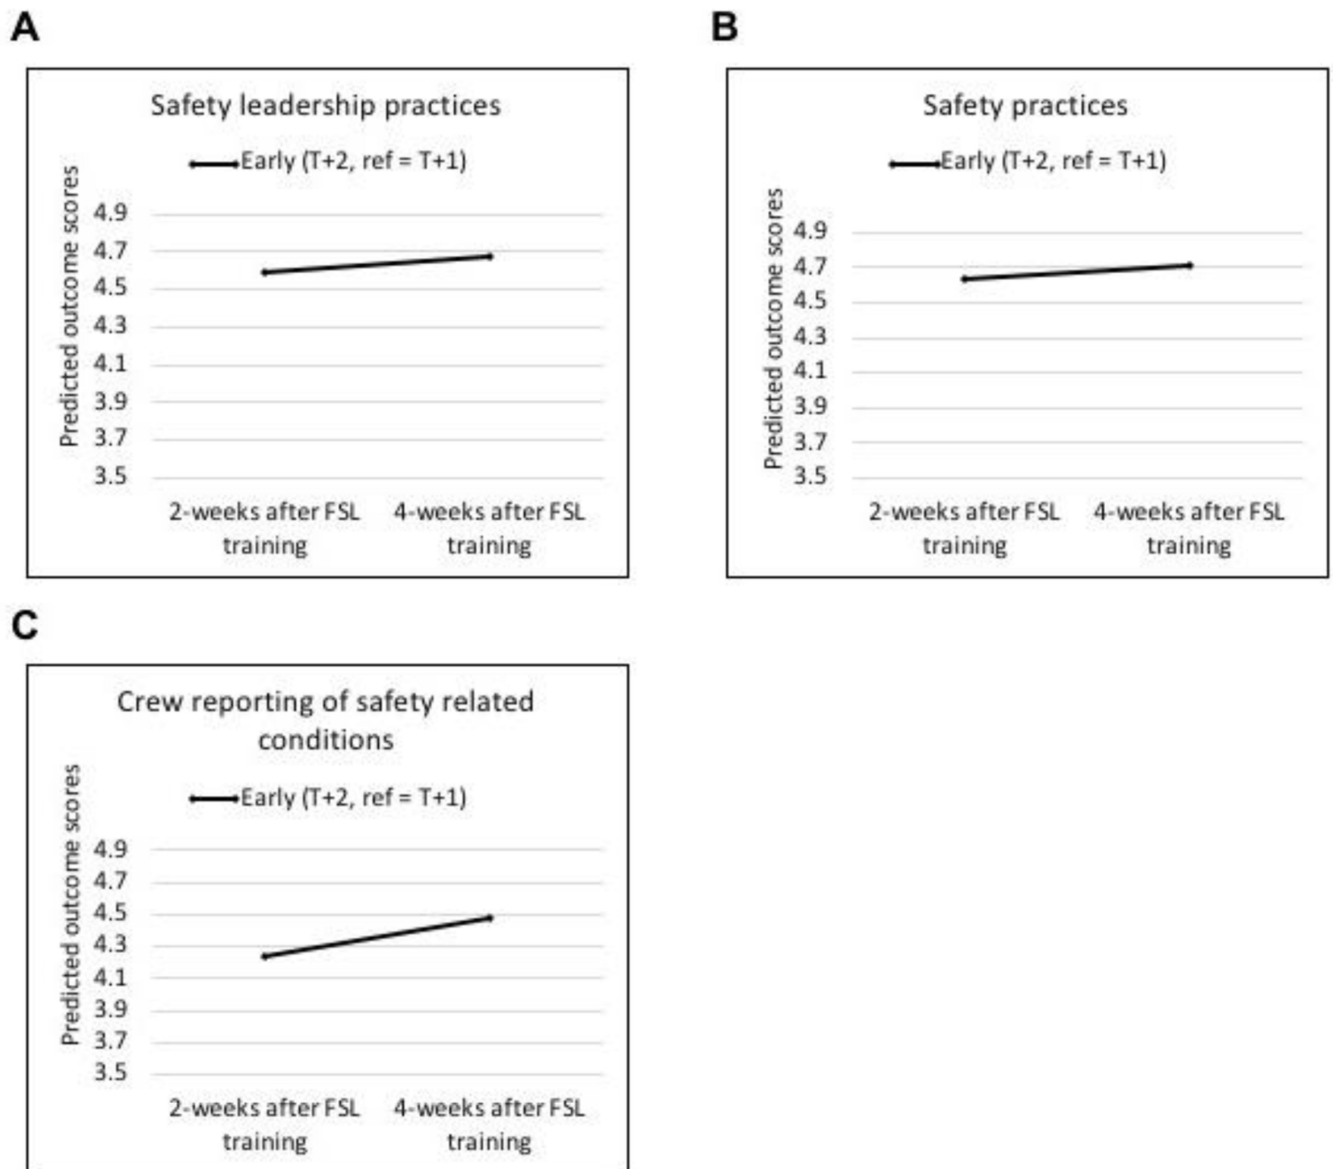 A
Safety leadership practices
Early (T+2, ref = T+1)
Predicted outcome scores
4.9
4.7
4.5
4.3
4.1
3.9
3.7
3.5
2-weeks after FSL training
4-weeks after FSL training
B
Safety practices
Early (T+2, ref = T+1)
Predicted outcome scores
4.9
4.7
4.5
4.3
4.1
3.9
3.7
3.5
2-weeks after FSL training
4-weeks after FSL training
C
Crew reporting of safety related
conditions
Early (T+2, ref = T+1)
Predicted outcome scores
4.9
4.7
4.5
4.3
4.1
3.9
3.7
3.5
2-weeks after FSL training
4-weeks after FSL training